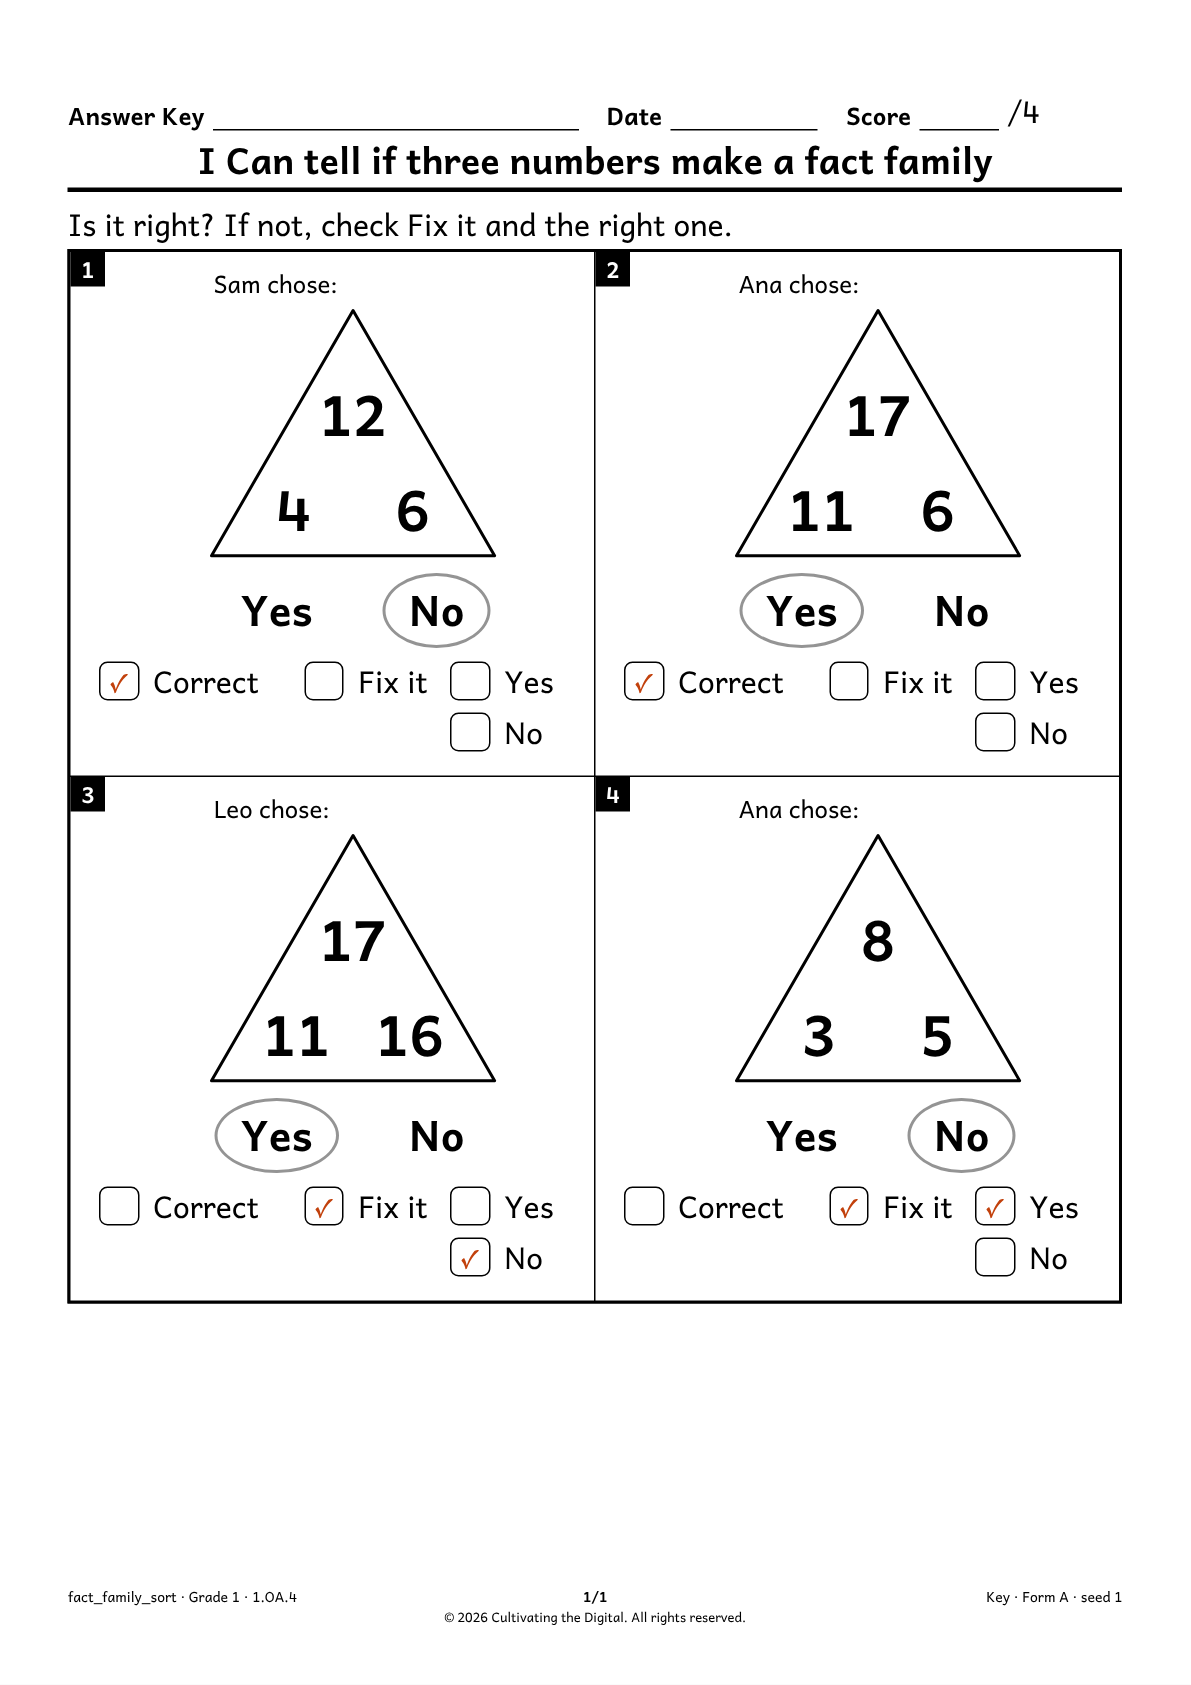 Answer Key Date Score /4
I Can tell if three numbers make a fact family
Is it right? If not, check Fix it and the right one.
1
Sam chose:
12
4 6
Yes No
✓ Correct Fix it Yes
No
2
Ana chose:
17
11 6
Yes No
✓ Correct Fix it Yes
No
3
Leo chose:
17
11 16
Yes No
Correct ✓ Fix it Yes
✓ No
4
Ana chose:
8
3 5
Yes No
Correct ✓ Fix it ✓ Yes
No
fact_family_sort · Grade 1 · 1.OA.4 1/1 Key · Form A · seed 1
© 2026 Cultivating the Digital. All rights reserved.